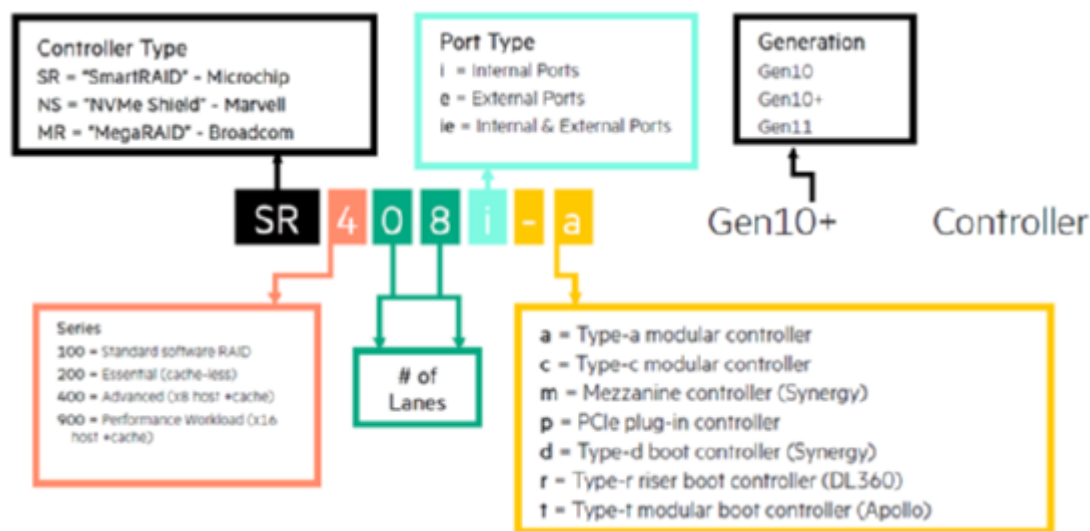 Controller Type
SR = "SmartRAID" - Microchip
NS = "NVMe Shield" - Marvell
MR = "MegaRAID" - Broadcom
Port Type
i = Internal Ports
e = External Ports
ie = Internal & External Ports
Generation
Gen10
Gen10+
Gen11
SR 4 0 8 i - a Gen10+ Controller
Series
100 = Standard software RAID
200 = Essential (cache-less)
400 = Advanced (x8 host +cache)
900 = Performance Workload (x16
host +cache)
# of
Lanes
a = Type-a modular controller
c = Type-c modular controller
m = Mezzanine controller (Synergy)
p = PCIe plug-in controller
d = Type-d boot controller (Synergy)
r = Type-r riser boot controller (DL360)
t = Type-t modular boot controller (Apollo)